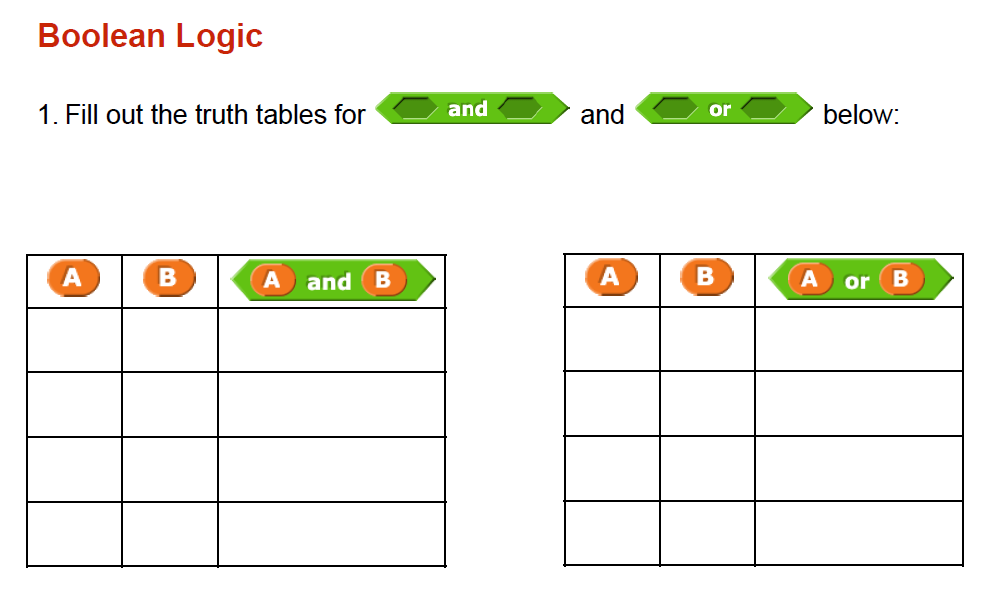 Boolean Logic
1. Fill out the truth tables for and and or below:
A B A and B
A B A or B